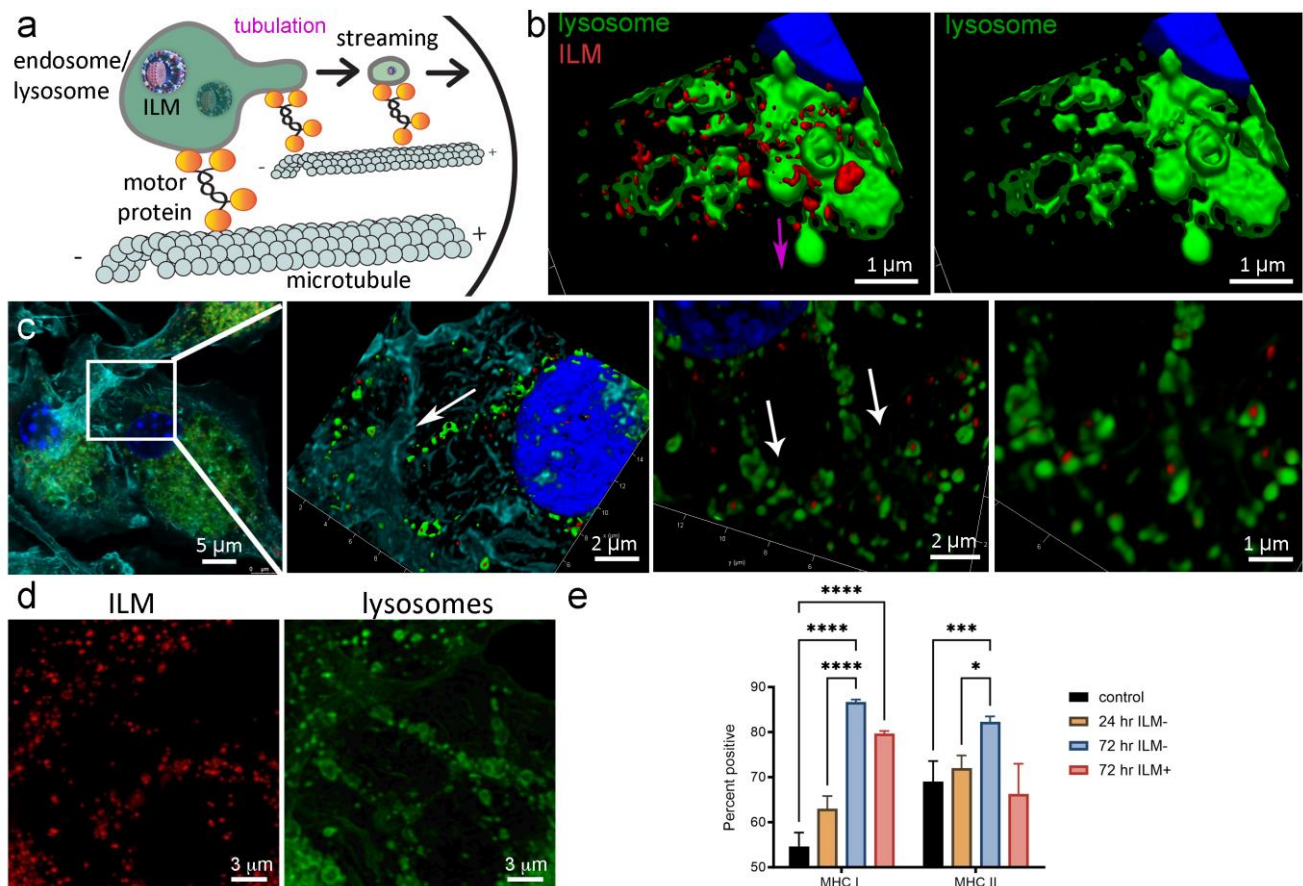 a
tubulation
streaming
endosome/
lysosome
ILM
motor
protein
-
+
-
+
microtubule
b
lysosome
ILM
1 µm
lysosome
1 µm
c
5 µm
2 µm
2 µm
1 µm
d
ILM
3 µm
lysosomes
3 µm
e
****
****
****
***
*
Percent positive
90
80
70
60
50
MHC I
MHC II
control
24 hr ILM-
72 hr ILM-
72 hr ILM+